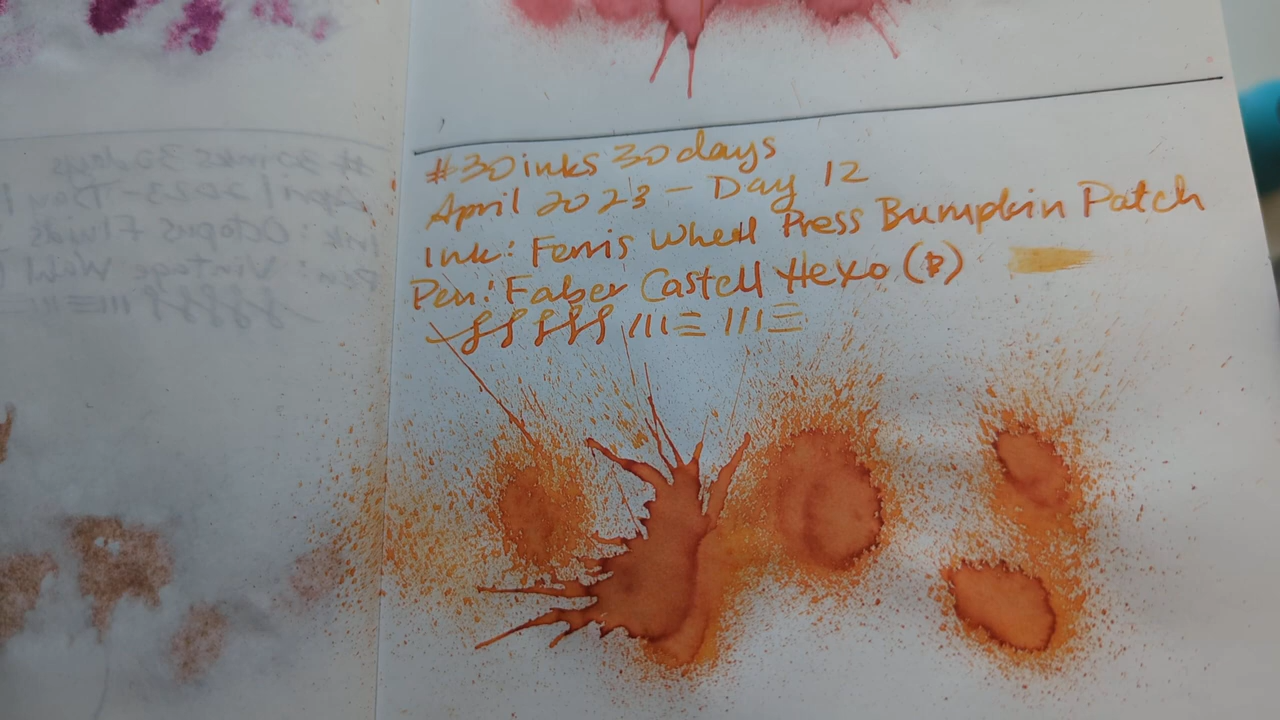 #30inks 30days
April 2023 - Day 12
Ink: Ferris Wheel Press Bumpkin Patch
Pen: Faber Castell Hexo (B)